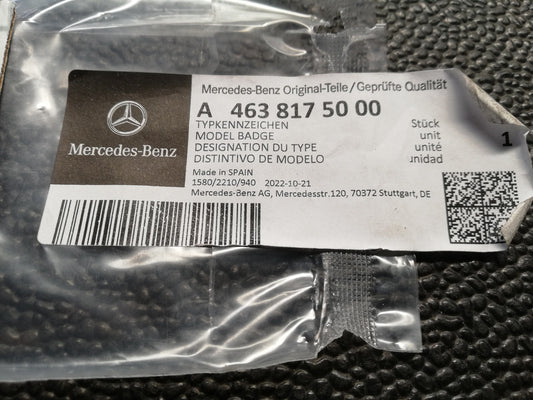 Mercedes-Benz Original-Teile/Geprüfte Qualität
A 463 817 50 00
TYPKENNZEICHEN Stück
MODEL BADGE unit
DESIGNATION DU TYPE unité
DISTINTIVO DE MODELO unidad
1
Mercedes-Benz
Made in SPAIN
1580/2210/940 2022-10-21
Mercedes-Benz AG, Mercedesstr.120, 70372 Stuttgart, DE